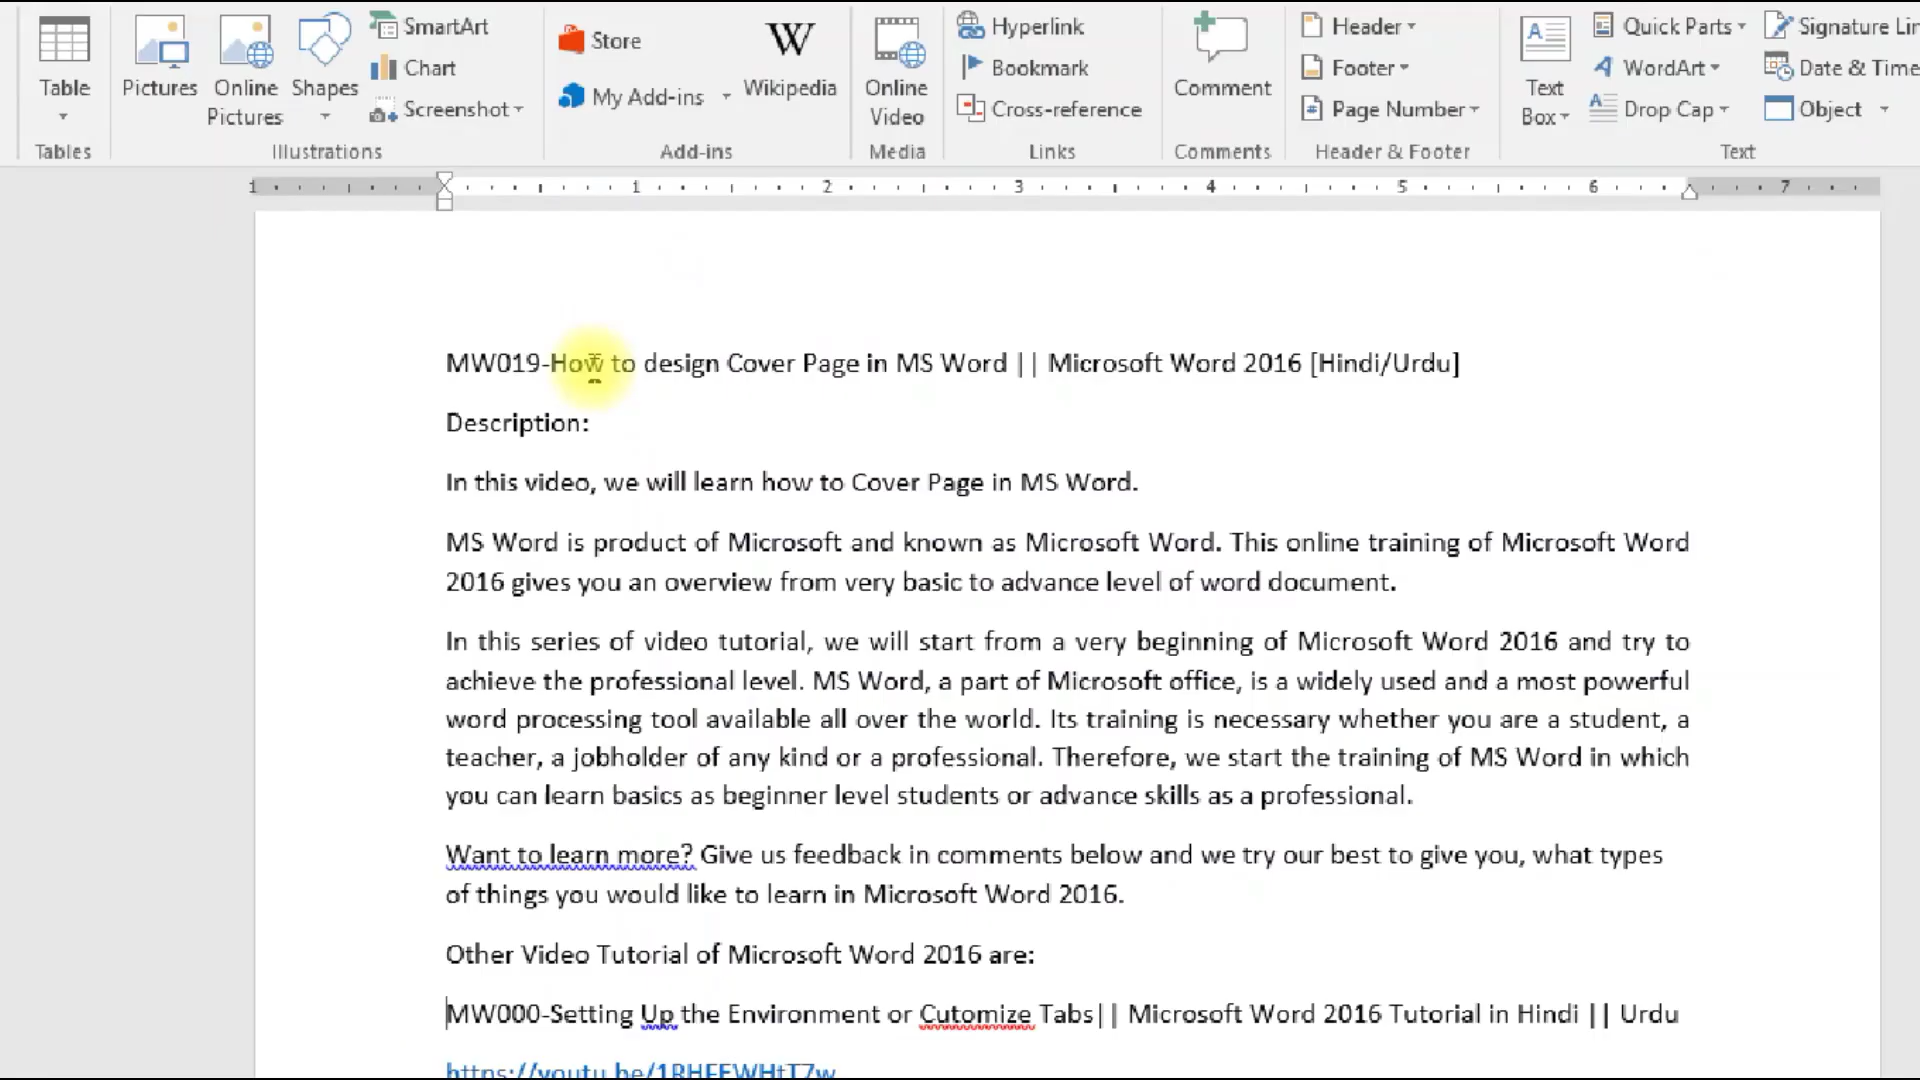 Table
Pictures
Online Pictures
Shapes
SmartArt
Chart
Screenshot
Store
My Add-ins
Wikipedia
Online Video
Hyperlink
Bookmark
Cross-reference
Comment
Header
Footer
Page Number
Text Box
Quick Parts
WordArt
Drop Cap
Signature Lin
Date & Time
Object
Tables Illustrations Add-ins Media Links Comments Header & Footer Text
1 1 2 3 4 5 6 7
MW019-How to design Cover Page in MS Word || Microsoft Word 2016 [Hindi/Urdu]
Description:
In this video, we will learn how to Cover Page in MS Word.
MS Word is product of Microsoft and known as Microsoft Word. This online training of Microsoft Word
2016 gives you an overview from very basic to advance level of word document.
In this series of video tutorial, we will start from a very beginning of Microsoft Word 2016 and try to
achieve the professional level. MS Word, a part of Microsoft office, is a widely used and a most powerful
word processing tool available all over the world. Its training is necessary whether you are a student, a
teacher, a jobholder of any kind or a professional. Therefore, we start the training of MS Word in which
you can learn basics as beginner level students or advance skills as a professional.
Want to learn more? Give us feedback in comments below and we try our best to give you, what types
of things you would like to learn in Microsoft Word 2016.
Other Video Tutorial of Microsoft Word 2016 are:
MW000-Setting Up the Environment or Cutomize Tabs|| Microsoft Word 2016 Tutorial in Hindi || Urdu